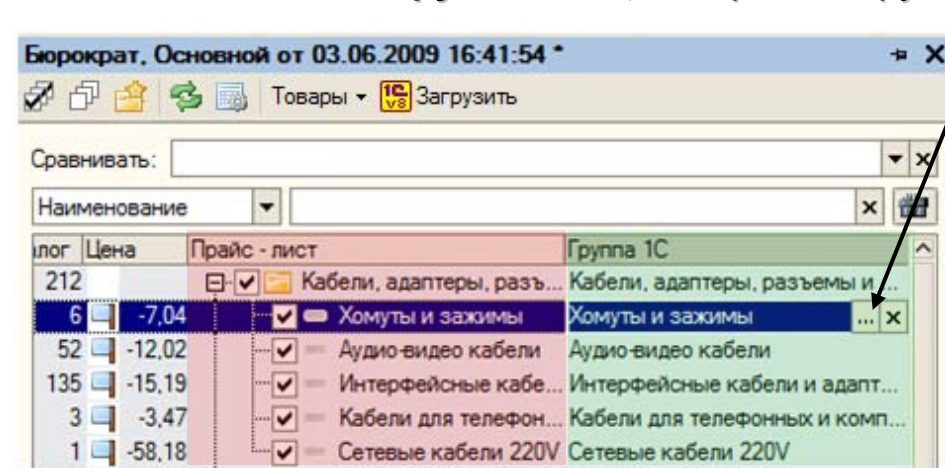 Бюрократ, Основной от 03.06.2009 16:41:54 *
Товары 1С V8 Загрузить
Сравнивать:
Наименование
лог Цена Прайс - лист Группа 1С
212 Кабели, адаптеры, разъ... Кабели, адаптеры, разъемы и ...
6 -7,04 Хомуты и зажимы Хомуты и зажимы ...
52 -12,02 Аудио-видео кабели Аудио-видео кабели
135 -15,19 Интерфейсные кабе... Интерфейсные кабели и адапт...
3 -3,47 Кабели для телефон... Кабели для телефонных и комп...
1 -58,18 Сетевые кабели 220V Сетевые кабели 220V